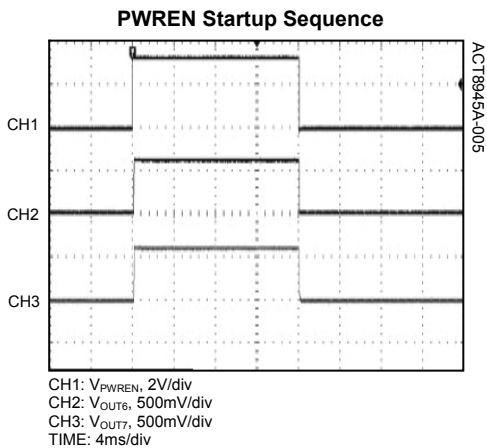 PWREN Startup Sequence
ACT8945A-005
CH1
CH2
CH3
CH1: VPWREN, 2V/div
CH2: VOUT6, 500mV/div
CH3: VOUT7, 500mV/div
TIME: 4ms/div